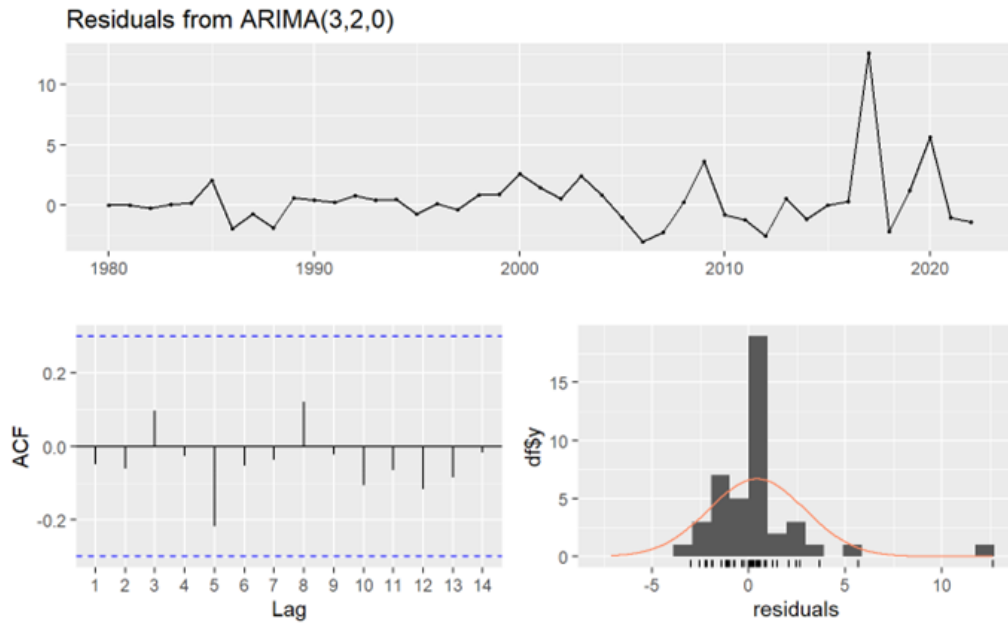 Residuals from ARIMA(3,2,0)
10
5
0
1980 1990 2000 2010 2020
ACF
0.2
0.0
-0.2
1 2 3 4 5 6 7 8 9 10 11 12 13 14
Lag
df$y
15
10
5
0
-5 0 5 10
residuals